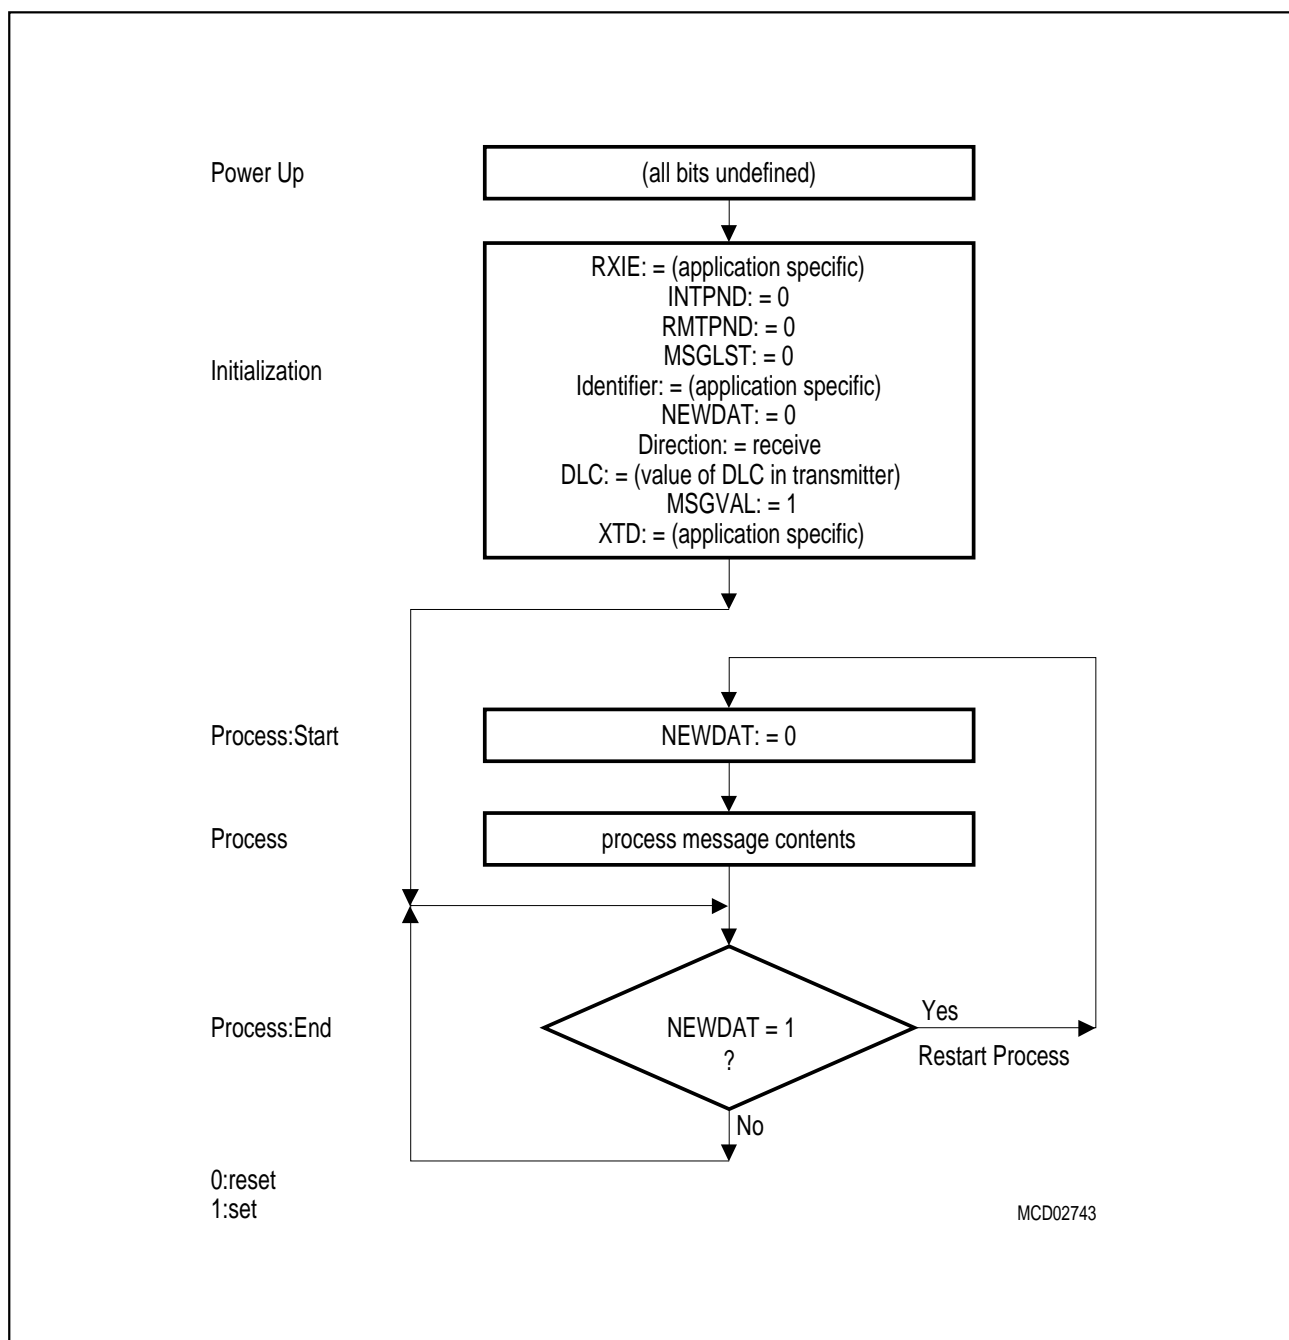 Power Up
(all bits undefined)
Initialization
RXIE: = (application specific)
INTPND: = 0
RMTPND: = 0
MSGLST: = 0
Identifier: = (application specific)
NEWDAT: = 0
Direction: = receive
DLC: = (value of DLC in transmitter)
MSGVAL: = 1
XTD: = (application specific)
Process:Start
NEWDAT: = 0
Process
process message contents
Process:End
NEWDAT = 1
?
Yes
Restart Process
No
0:reset
1:set
MCD02743